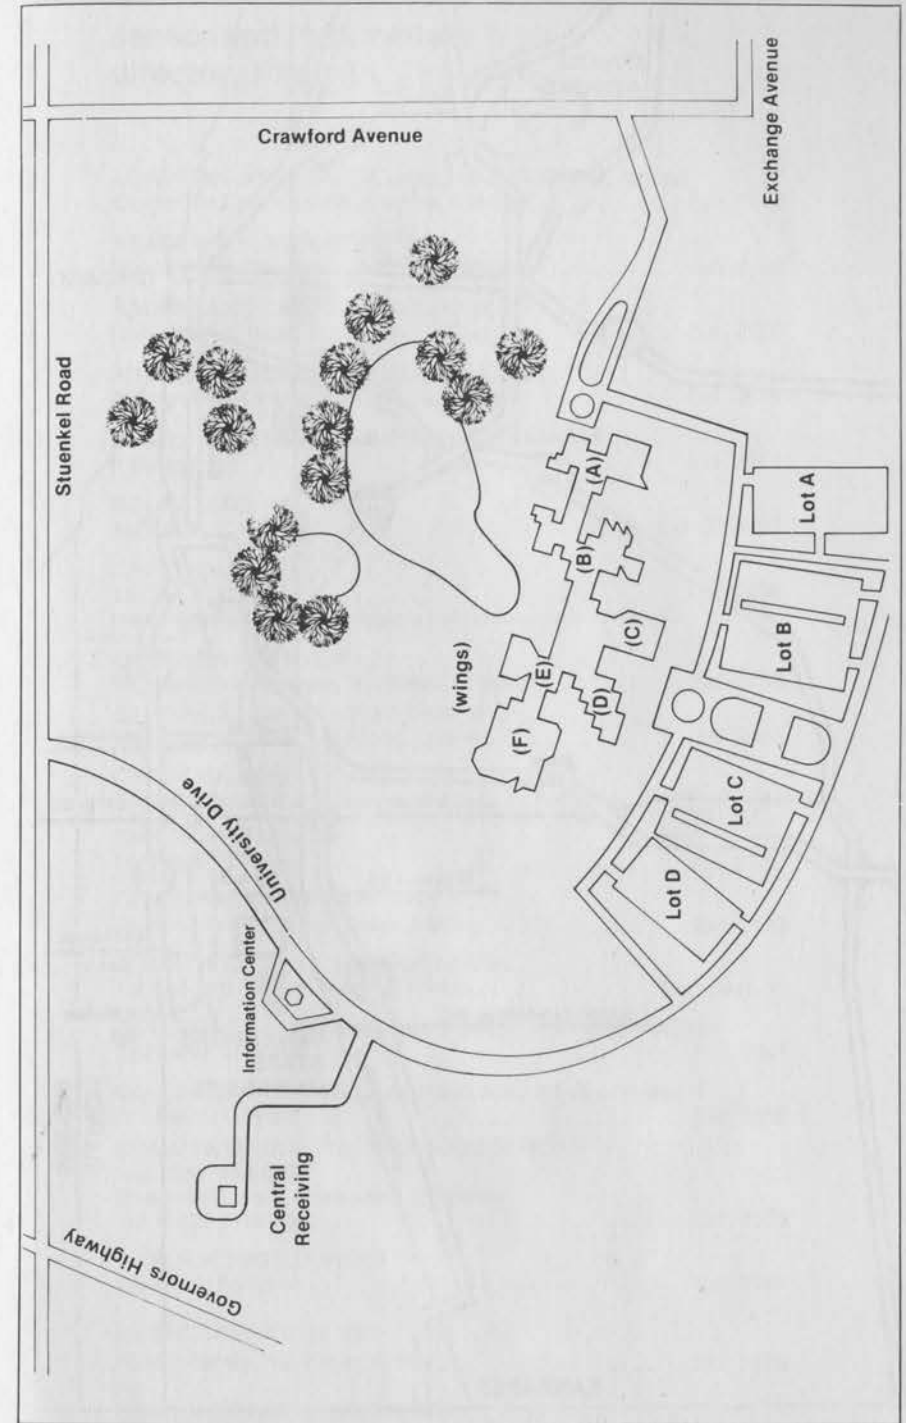 Crawford Avenue
Exchange Avenue
Stuenkel Road
(A)
Lot A
(B)
Lot B
(C)
(wings)
(E)
(D)
(F)
Lot C
University Drive
Lot D
Information Center
Central
Receiving
Governors Highway